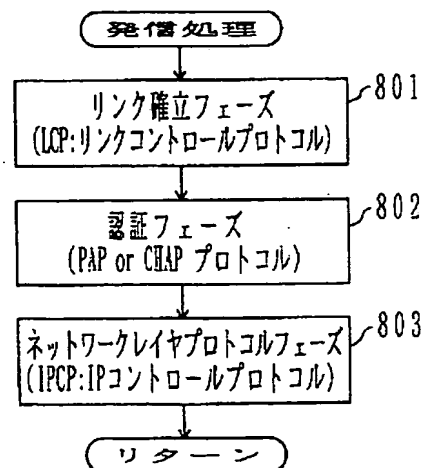 発信処理
リンク確立フェーズ
(LCP:リンクコントロールプロトコル)
801
認証フェーズ
(PAP or CHAP プロトコル)
802
ネットワークレイヤプロトコルフェーズ
(IPCP:IPコントロールプロトコル)
803
リターン